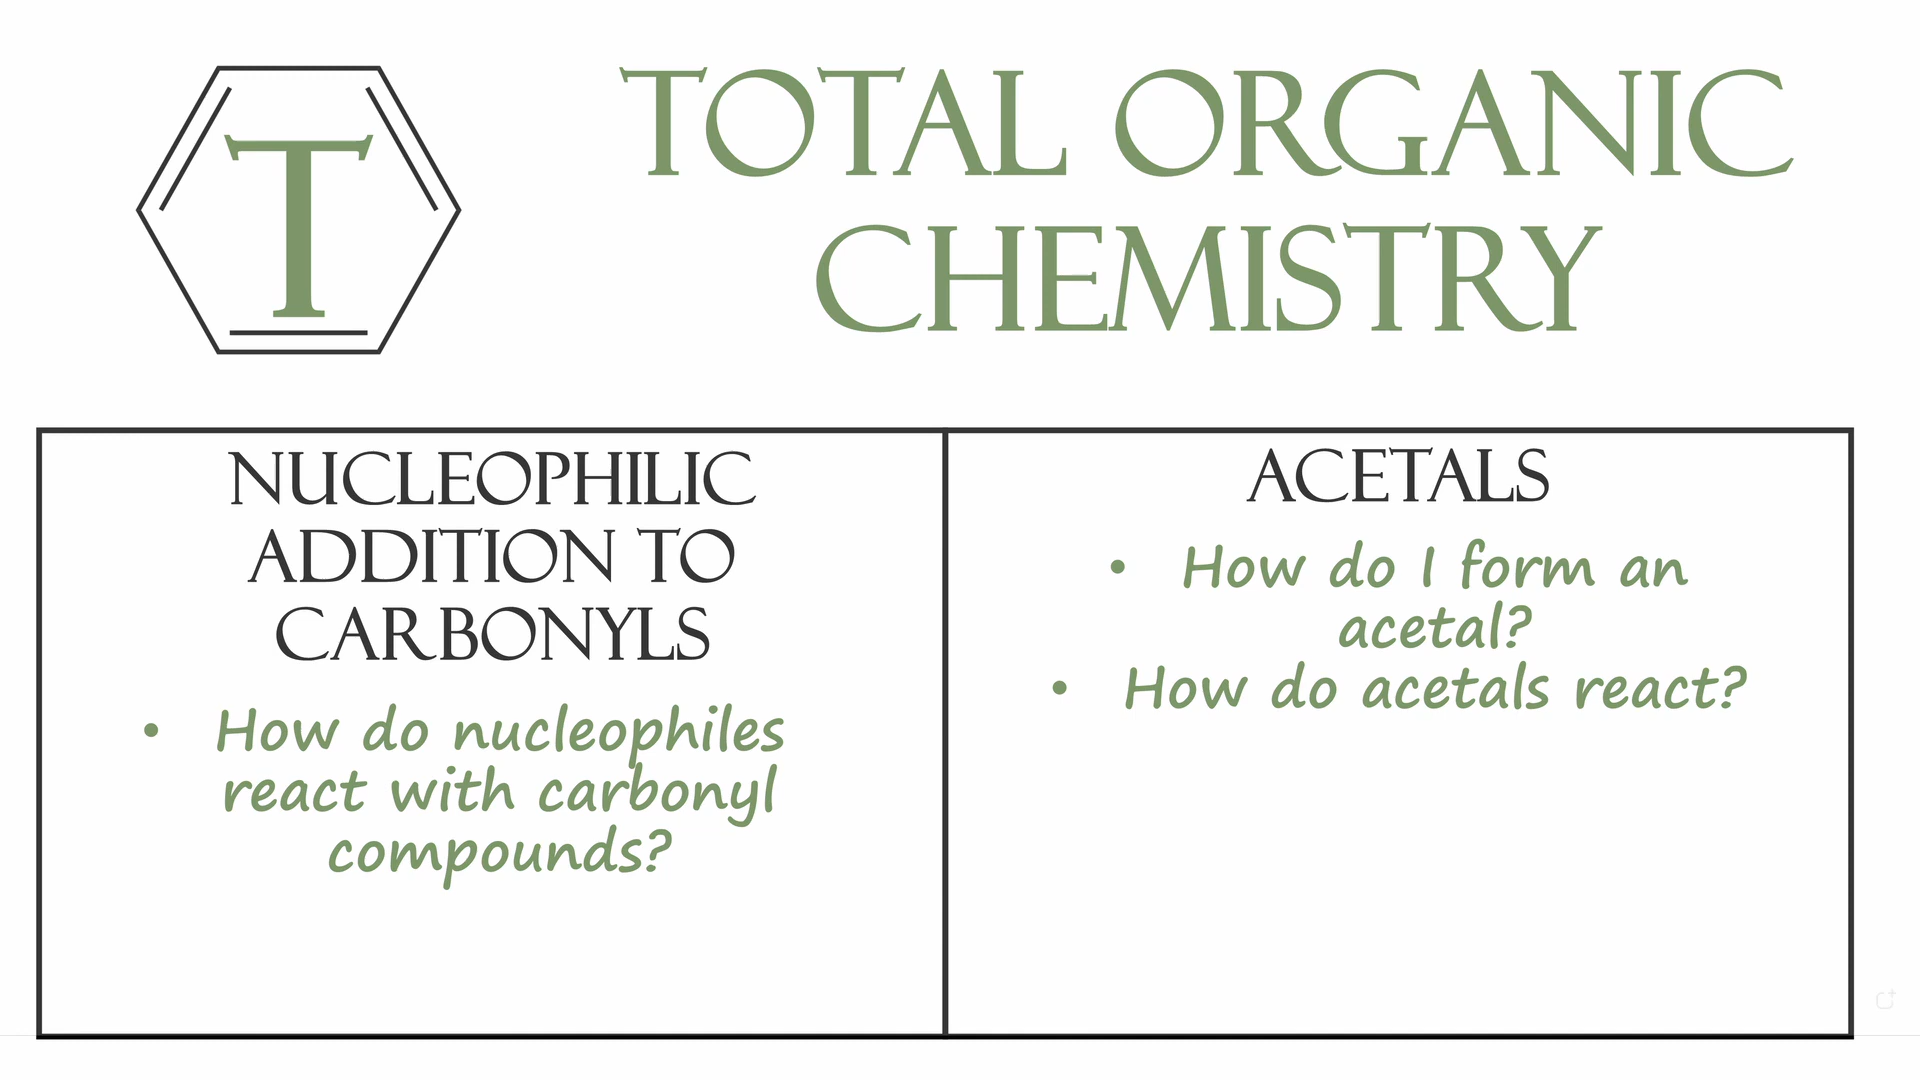 T
TOTAL ORGANIC
CHEMISTRY
NUCLEOPHILIC
ADDITION TO
CARBONYLS
• How do nucleophiles
react with carbonyl
compounds?
ACETALS
• How do I form an
acetal?
• How do acetals react?